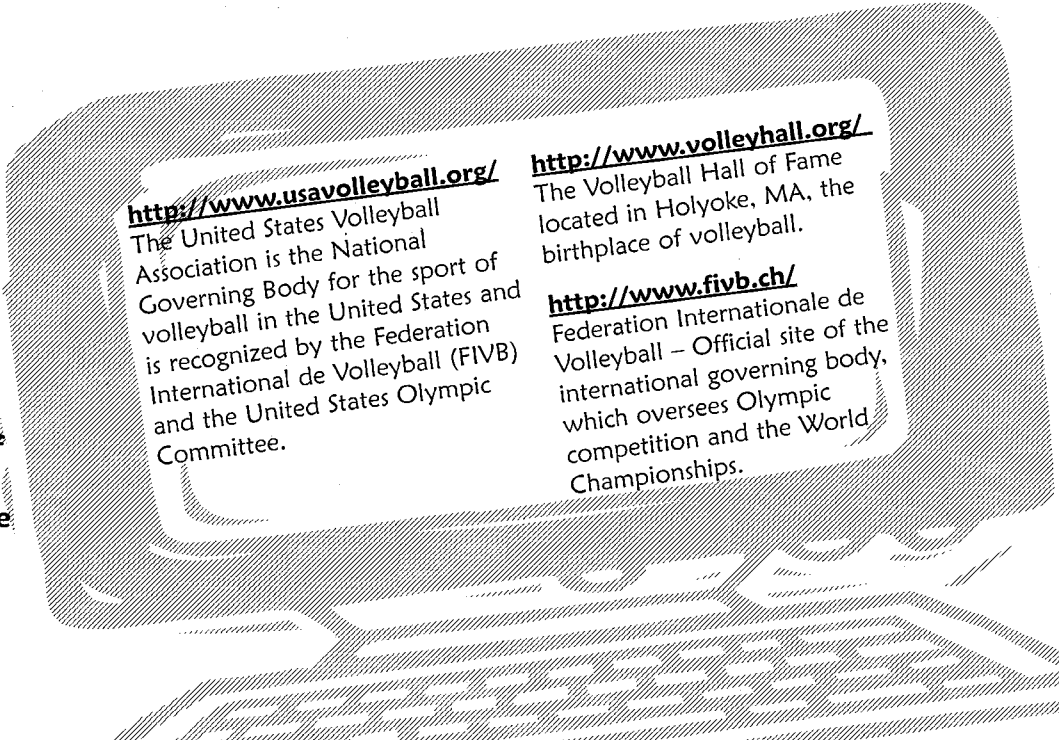 http://www.usavolleyball.org/
The United States Volleyball
Association is the National
Governing Body for the sport of
volleyball in the United States and
is recognized by the Federation
International de Volleyball (FIVB)
and the United States Olympic
Committee.
http://www.volleyhall.org/
The Volleyball Hall of Fame
located in Holyoke, MA, the
birthplace of volleyball.
http://www.fivb.ch/
Federation Internationale de
Volleyball – Official site of the
international governing body,
which oversees Olympic
competition and the World
Championships.